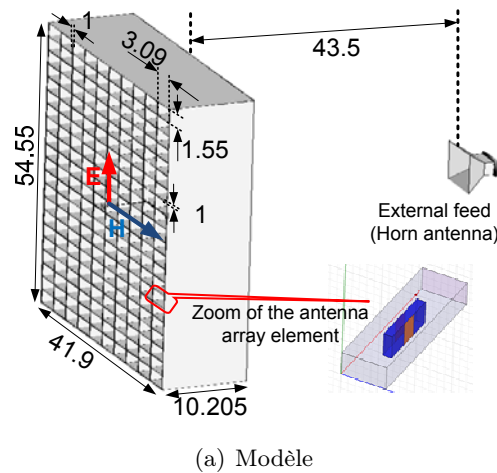 1
3.09
43.5
1.55
54.55
E
H
1
External feed
(Horn antenna)
Zoom of the antenna
array element
41.9
10.205
(a) Modèle